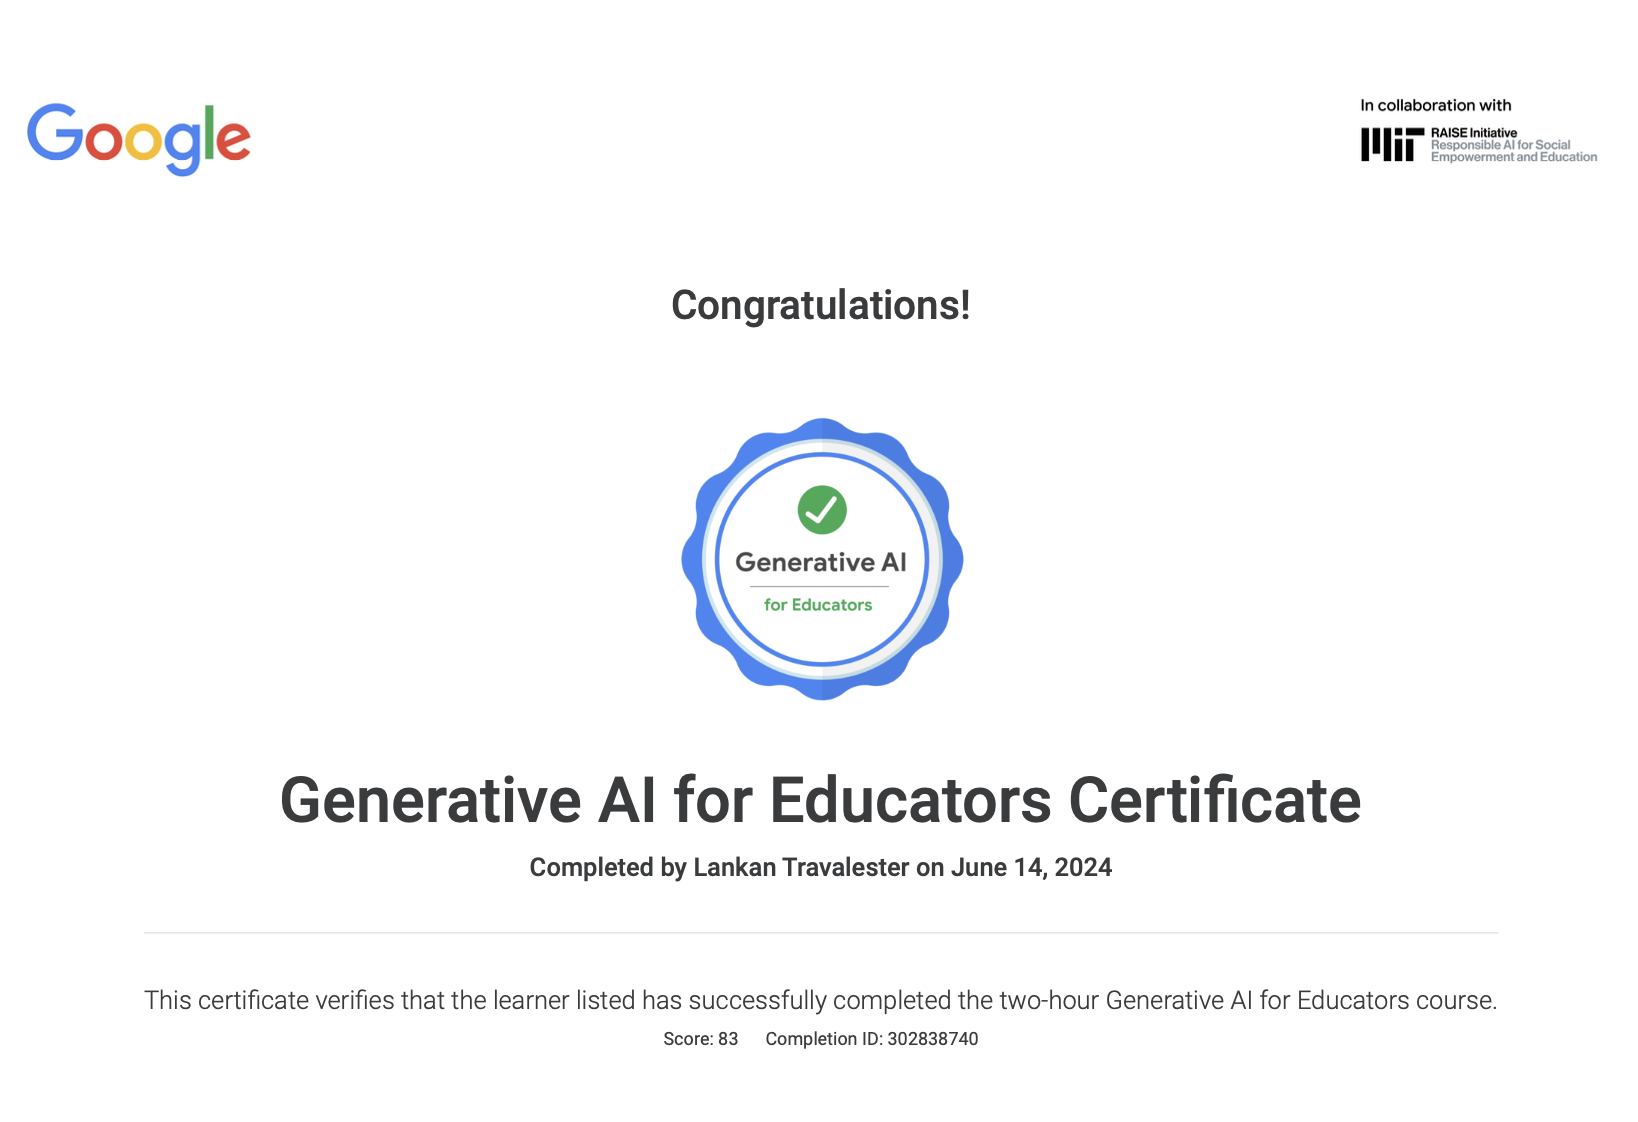 Google
In collaboration with
MIT RAISE Initiative
Responsible AI for Social
Empowerment and Education
Congratulations!
Generative AI
for Educators
Generative AI for Educators Certificate
Completed by Lankan Travalester on June 14, 2024
This certificate verifies that the learner listed has successfully completed the two-hour Generative AI for Educators course.
Score: 83 Completion ID: 302838740